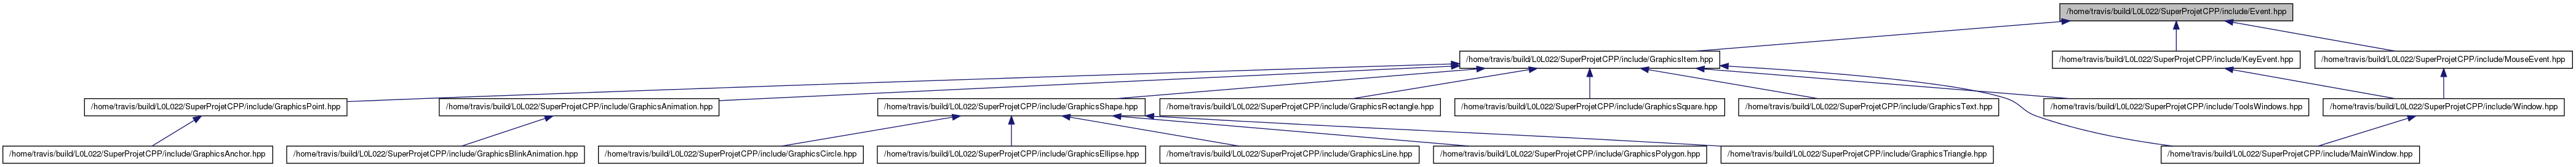 /home/travis/build/L0L022/SuperProjetCPP/include/Event.hpp
/home/travis/build/L0L022/SuperProjetCPP/include/GraphicsItem.hpp
/home/travis/build/L0L022/SuperProjetCPP/include/KeyEvent.hpp
/home/travis/build/L0L022/SuperProjetCPP/include/MouseEvent.hpp
/home/travis/build/L0L022/SuperProjetCPP/include/GraphicsPoint.hpp
/home/travis/build/L0L022/SuperProjetCPP/include/GraphicsAnimation.hpp
/home/travis/build/L0L022/SuperProjetCPP/include/GraphicsShape.hpp
/home/travis/build/L0L022/SuperProjetCPP/include/GraphicsRectangle.hpp
/home/travis/build/L0L022/SuperProjetCPP/include/GraphicsSquare.hpp
/home/travis/build/L0L022/SuperProjetCPP/include/GraphicsText.hpp
/home/travis/build/L0L022/SuperProjetCPP/include/ToolsWindows.hpp
/home/travis/build/L0L022/SuperProjetCPP/include/Window.hpp
/home/travis/build/L0L022/SuperProjetCPP/include/GraphicsAnchor.hpp
/home/travis/build/L0L022/SuperProjetCPP/include/GraphicsBlinkAnimation.hpp
/home/travis/build/L0L022/SuperProjetCPP/include/GraphicsCircle.hpp
/home/travis/build/L0L022/SuperProjetCPP/include/GraphicsEllipse.hpp
/home/travis/build/L0L022/SuperProjetCPP/include/GraphicsLine.hpp
/home/travis/build/L0L022/SuperProjetCPP/include/GraphicsPolygon.hpp
/home/travis/build/L0L022/SuperProjetCPP/include/GraphicsTriangle.hpp
/home/travis/build/L0L022/SuperProjetCPP/include/MainWindow.hpp